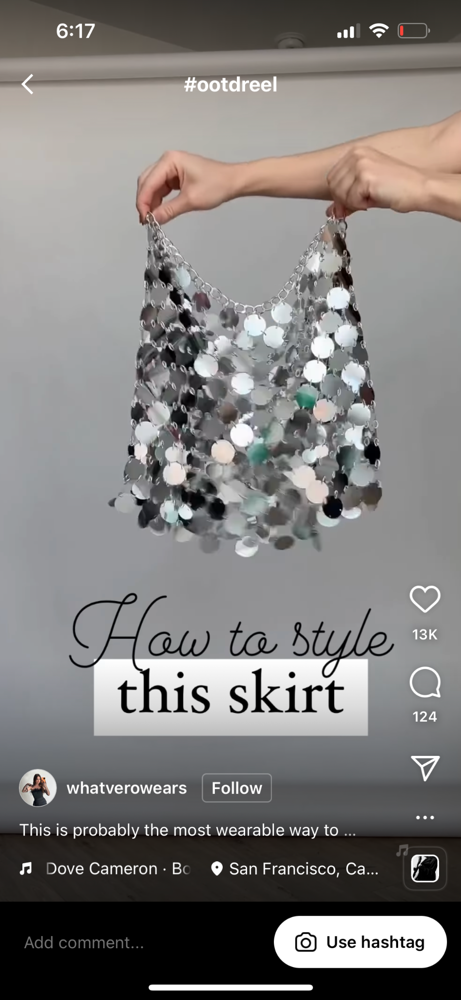 6:17
#ootdreel
How to style
this skirt
13K
124
whatverowears
Follow
This is probably the most wearable way to ...
Dove Cameron · Bo
San Francisco, Ca...
Add comment...
Use hashtag